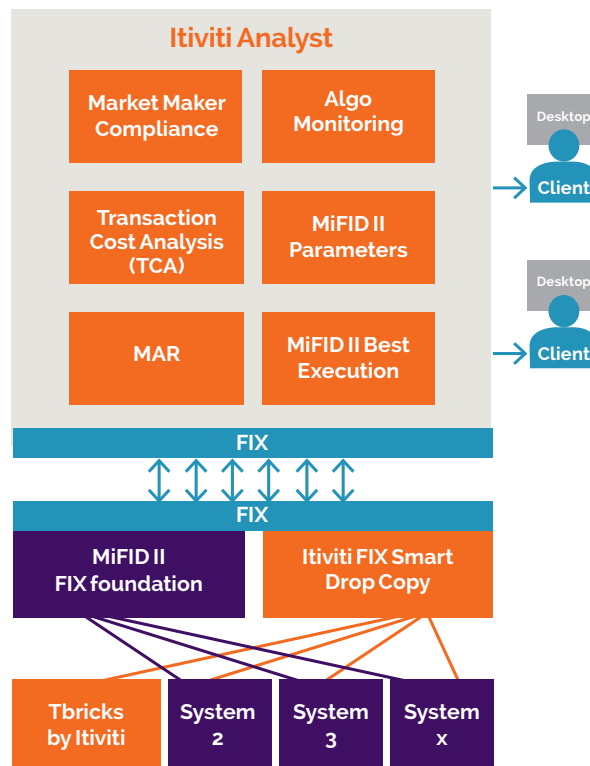 Itiviti Analyst
Market Maker
Compliance
Algo
Monitoring
Desktop
Client
Transaction
Cost Analysis
(TCA)
MiFID II
Parameters
Desktop
Client
MAR
MiFID II Best
Execution
FIX
FIX
MiFID II
FIX foundation
Itiviti FIX Smart
Drop Copy
Tbricks
by Itiviti
System
2
System
3
System
x